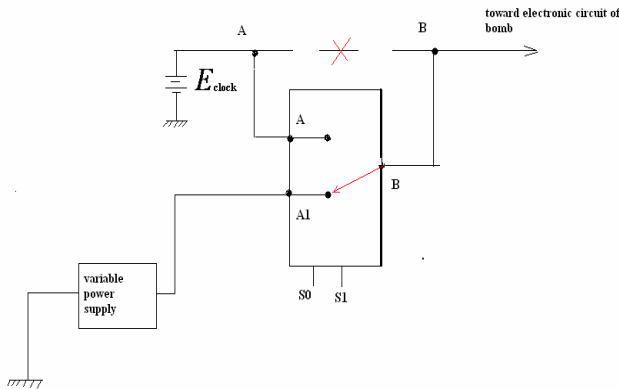 toward electronic circuit of
bomb
A
B
E clock
A
B
A1
variable
power
supply
S0 S1